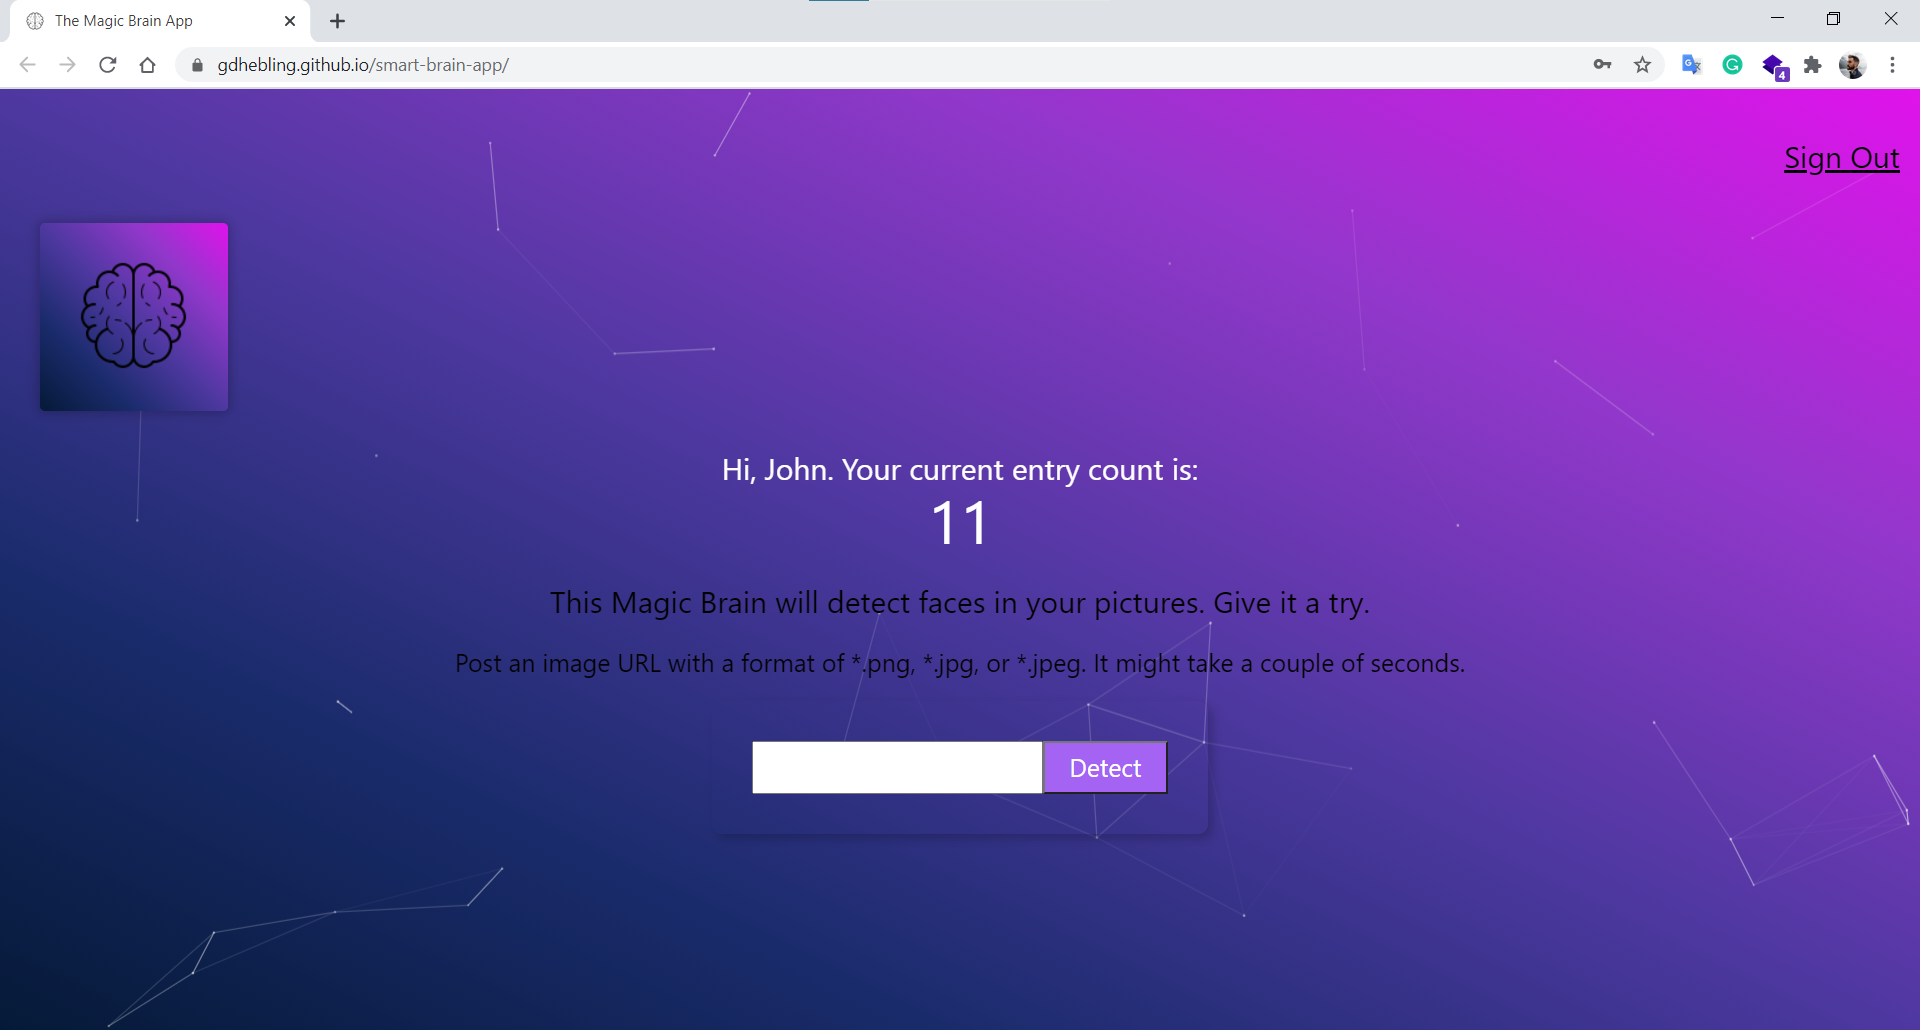 The Magic Brain App
gdhebling.github.io/smart-brain-app/
4
Sign Out
Hi, John. Your current entry count is:
11
This Magic Brain will detect faces in your pictures. Give it a try.
Post an image URL with a format of *.png, *.jpg, or *.jpeg. It might take a couple of seconds.
Detect